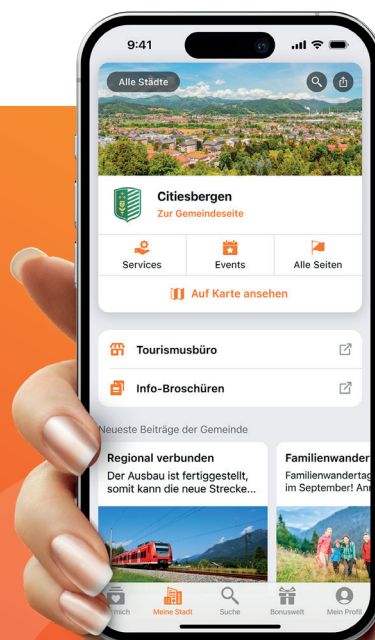 9:41
Alle Städte
Citiesbergen
Zur Gemeindeseite
Services
Events
Alle Seiten
Auf Karte ansehen
Tourismusbüro
Info-Broschüren
Neueste Beiträge der Gemeinde
Regional verbunden
Der Ausbau ist fertiggestellt,
somit kann die neue Strecke...
Familienwander
Familienwandertag
im September!
mich
Meine Stadt
Suche
Bonuswelt
Mein Profil